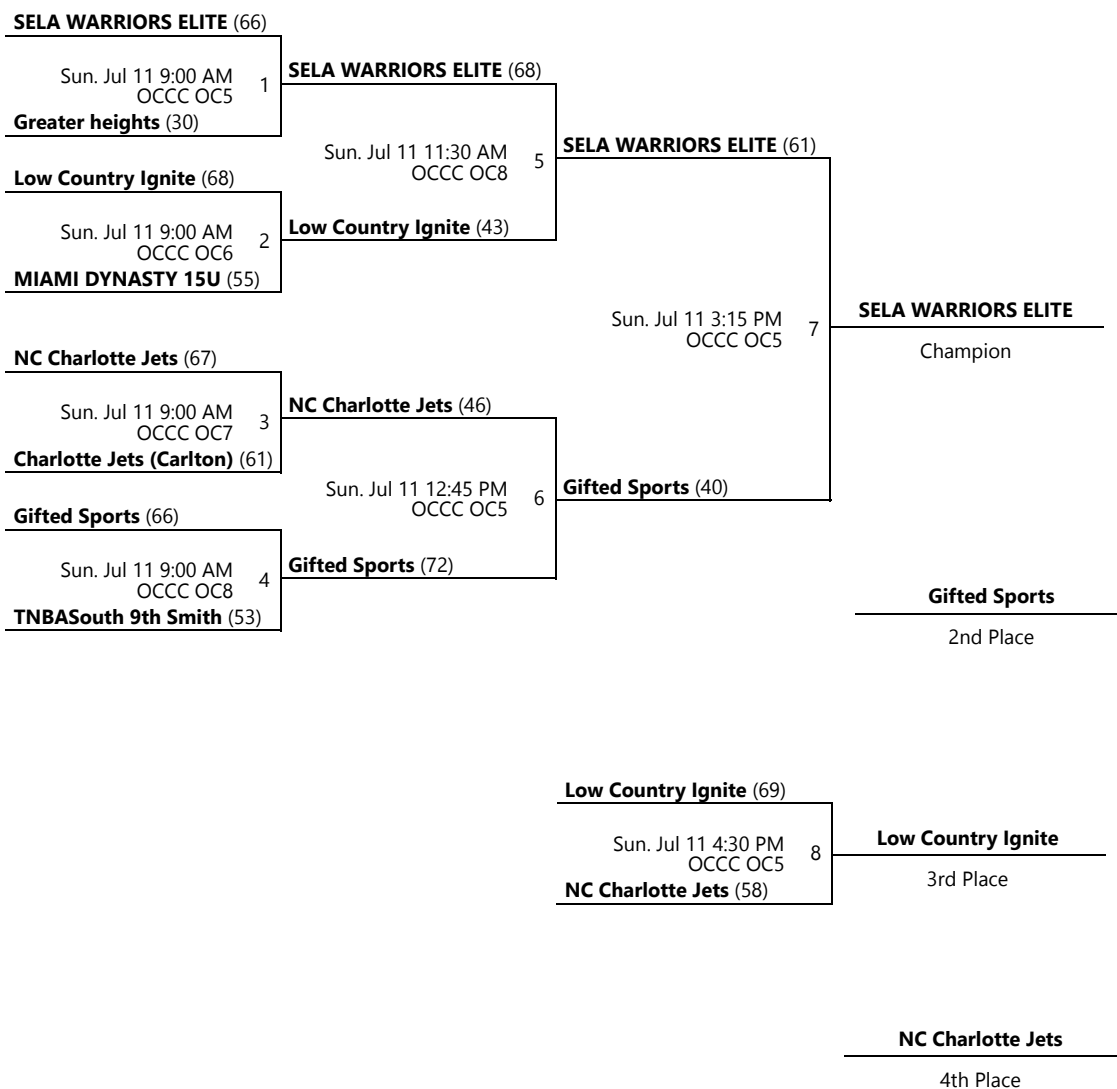 SELA WARRIORS ELITE (66)
Sun. Jul 11 9:00 AM
OCCC OC5
1
Greater heights (30)
Low Country Ignite (68)
Sun. Jul 11 9:00 AM
OCCC OC6
2
MIAMI DYNASTY 15U (55)
NC Charlotte Jets (67)
Sun. Jul 11 9:00 AM
OCCC OC7
3
Charlotte Jets (Carlton) (61)
Gifted Sports (66)
Sun. Jul 11 9:00 AM
OCCC OC8
4
TNBASouth 9th Smith (53)
SELA WARRIORS ELITE (68)
Sun. Jul 11 11:30 AM
OCCC OC8
5
Low Country Ignite (43)
NC Charlotte Jets (46)
Sun. Jul 11 12:45 PM
OCCC OC5
6
Gifted Sports (72)
SELA WARRIORS ELITE (61)
Sun. Jul 11 3:15 PM
OCCC OC5
7
Gifted Sports (40)
SELA WARRIORS ELITE
Champion
Gifted Sports
2nd Place
Low Country Ignite (69)
Sun. Jul 11 4:30 PM
OCCC OC5
8
NC Charlotte Jets (58)
Low Country Ignite
3rd Place
NC Charlotte Jets
4th Place